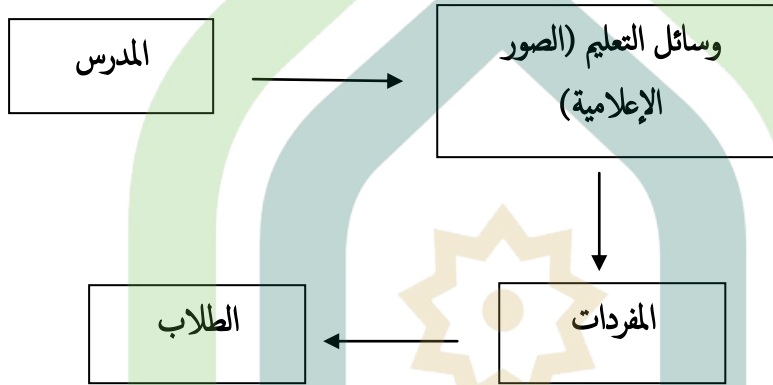 المدرس
وسائل التعليم (الصور
الإعلامية)
المفردات
الطلاب